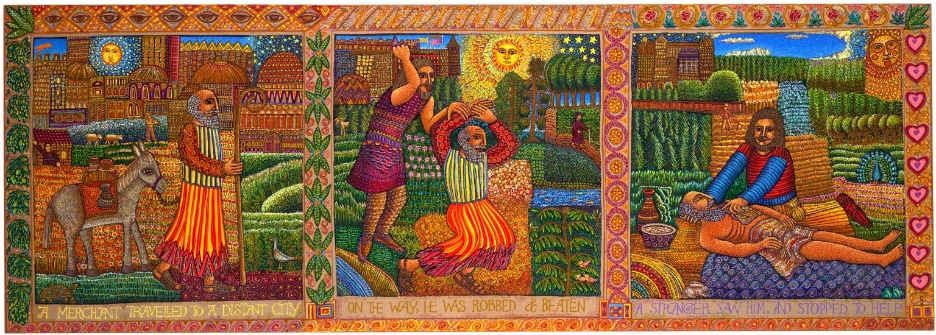 A MERCHANT TRAVELLED TO A DISTANT CITY
ON THE WAY, HE WAS ROBBED & BEATEN
A STRANGER SAW HIM, AND STOPPED TO HELP